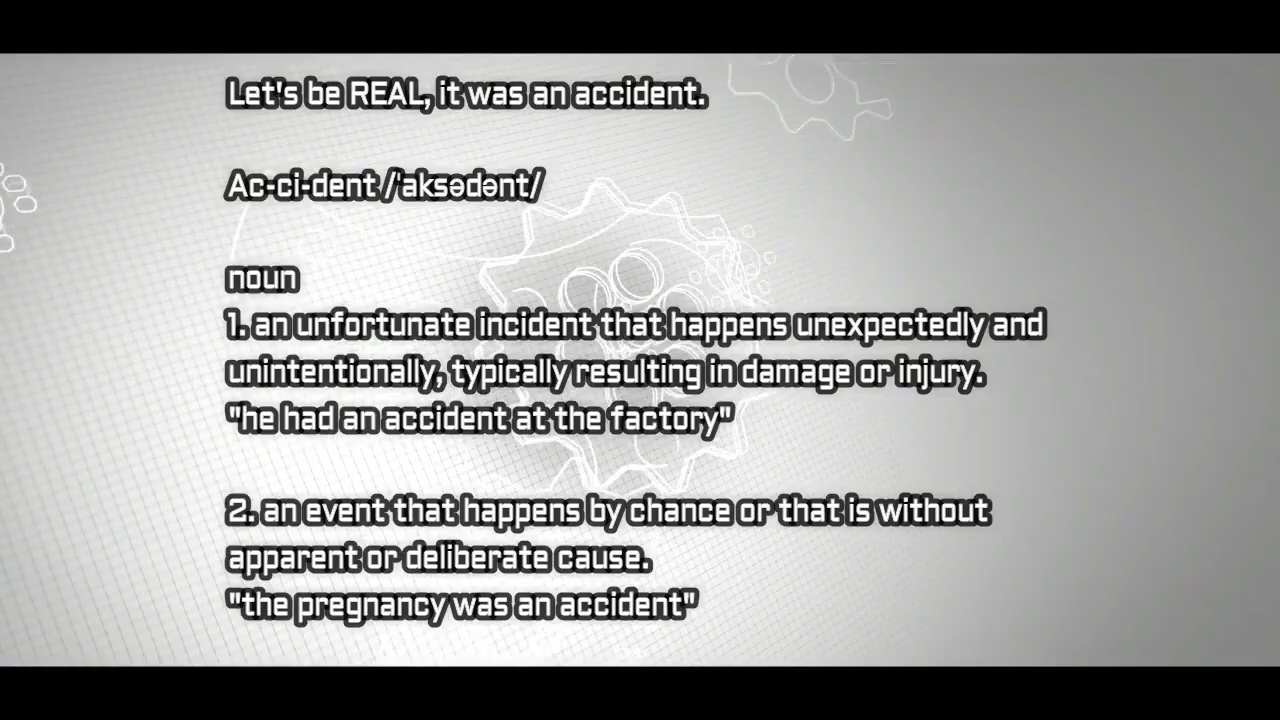 Let's be REAL, it was an accident.
Ac-ci-dent /'aksədənt/
noun
1. an unfortunate incident that happens unexpectedly and
unintentionally, typically resulting in damage or injury.
"he had an accident at the factory"
2. an event that happens by chance or that is without
apparent or deliberate cause.
"the pregnancy was an accident"